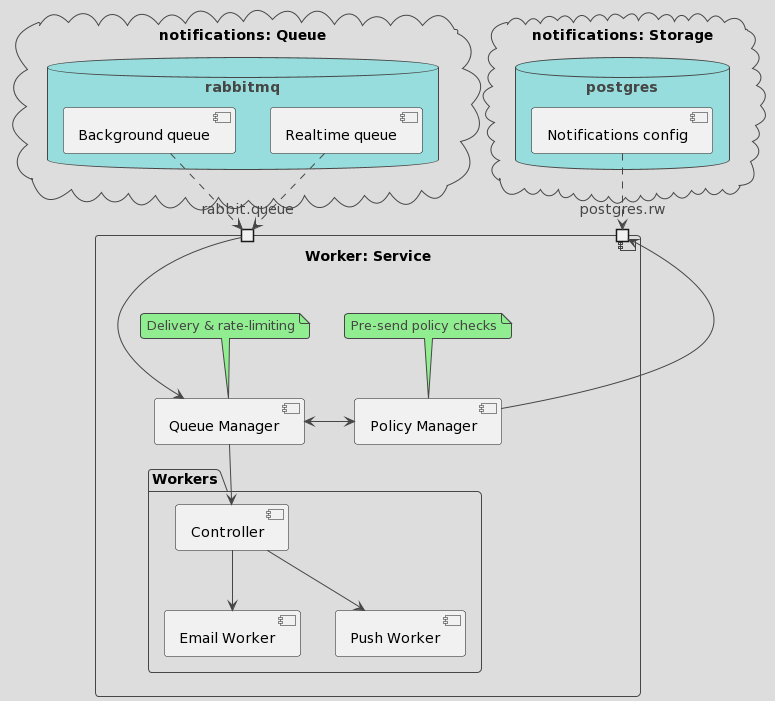 notifications: Queue
notifications: Storage
rabbitmq
postgres
Background queue
Realtime queue
Notifications config
rabbit.queue
postgres.rw
Worker: Service
Delivery & rate-limiting
Pre-send policy checks
Queue Manager
Policy Manager
Workers
Controller
Email Worker
Push Worker